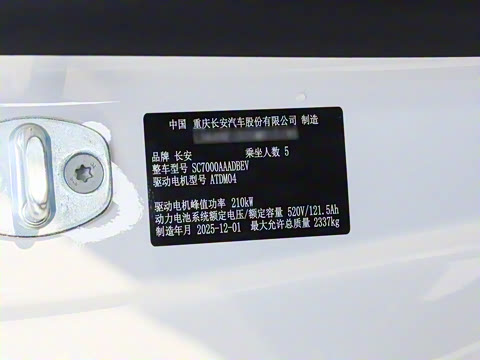 中国 重庆长安汽车股份有限公司 制造
品牌 长安 乘坐人数 5
整车型号 SC7000AAADBEV
驱动电机型号 ATDM04
驱动电机峰值功率 210kW
动力电池系统额定电压/额定容量 520V/121.5Ah
制造年月 2025-12-01 最大允许总质量 2337kg